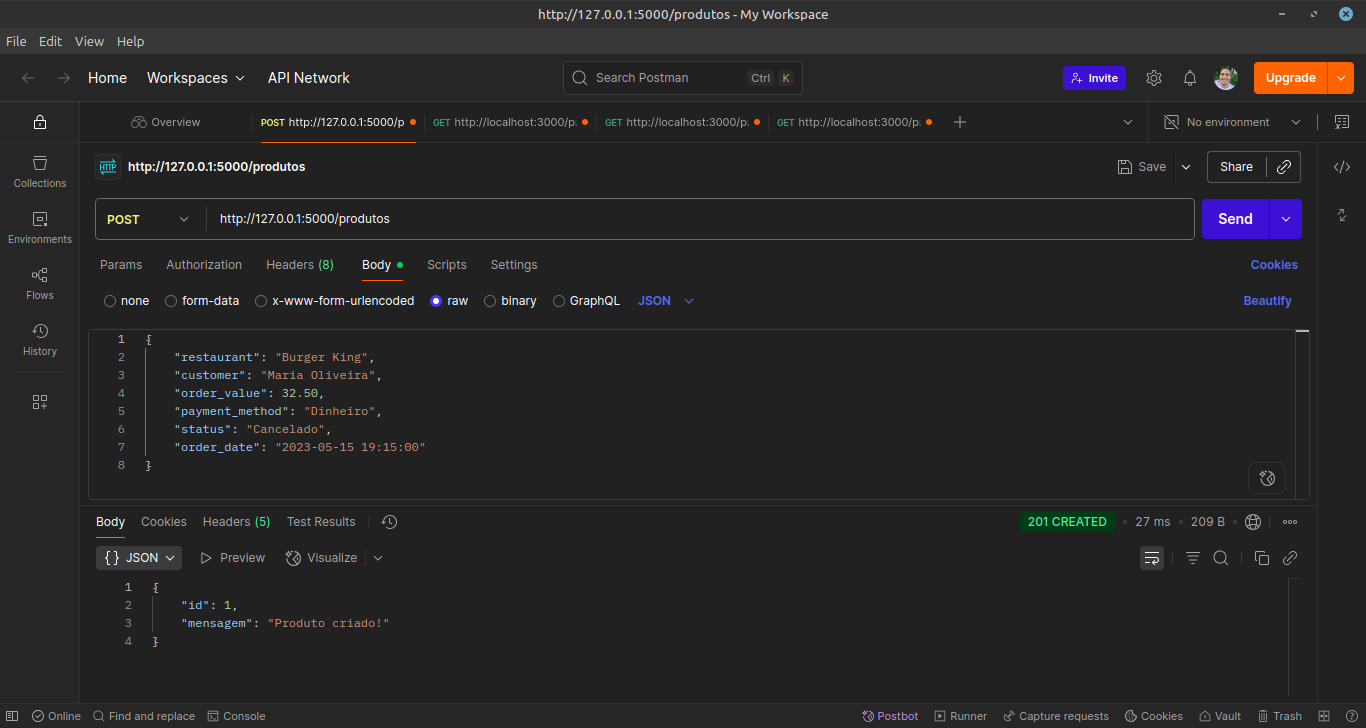 http://127.0.0.1:5000/produtos - My Workspace
File Edit View Help
Home Workspaces API Network Search Postman Ctrl K Invite Upgrade
Overview POST http://127.0.0.1:5000/p GET http://localhost:3000/p. GET http://localhost:3000/p. GET http://localhost:3000/p. No environment
HTTP http://127.0.0.1:5000/produtos Save Share
Collections
Environments
Flows
History
POST http://127.0.0.1:5000/produtos Send
Params Authorization Headers (8) Body Scripts Settings Cookies
none form-data x-www-form-urlencoded raw binary GraphQL JSON Beautify
1 {
2 "restaurant": "Burger King",
3 "customer": "Maria Oliveira",
4 "order_value": 32.50,
5 "payment_method": "Dinheiro",
6 "status": "Cancelado",
7 "order_date": "2023-05-15 19:15:00"
8 }
Body Cookies Headers (5) Test Results 201 CREATED 27 ms 209 B
{ } JSON Preview Visualize
1 {
2 "id": 1,
3 "mensagem": "Produto criado!"
4 }
Online Find and replace Console Postbot Runner Capture requests Cookies Vault Trash